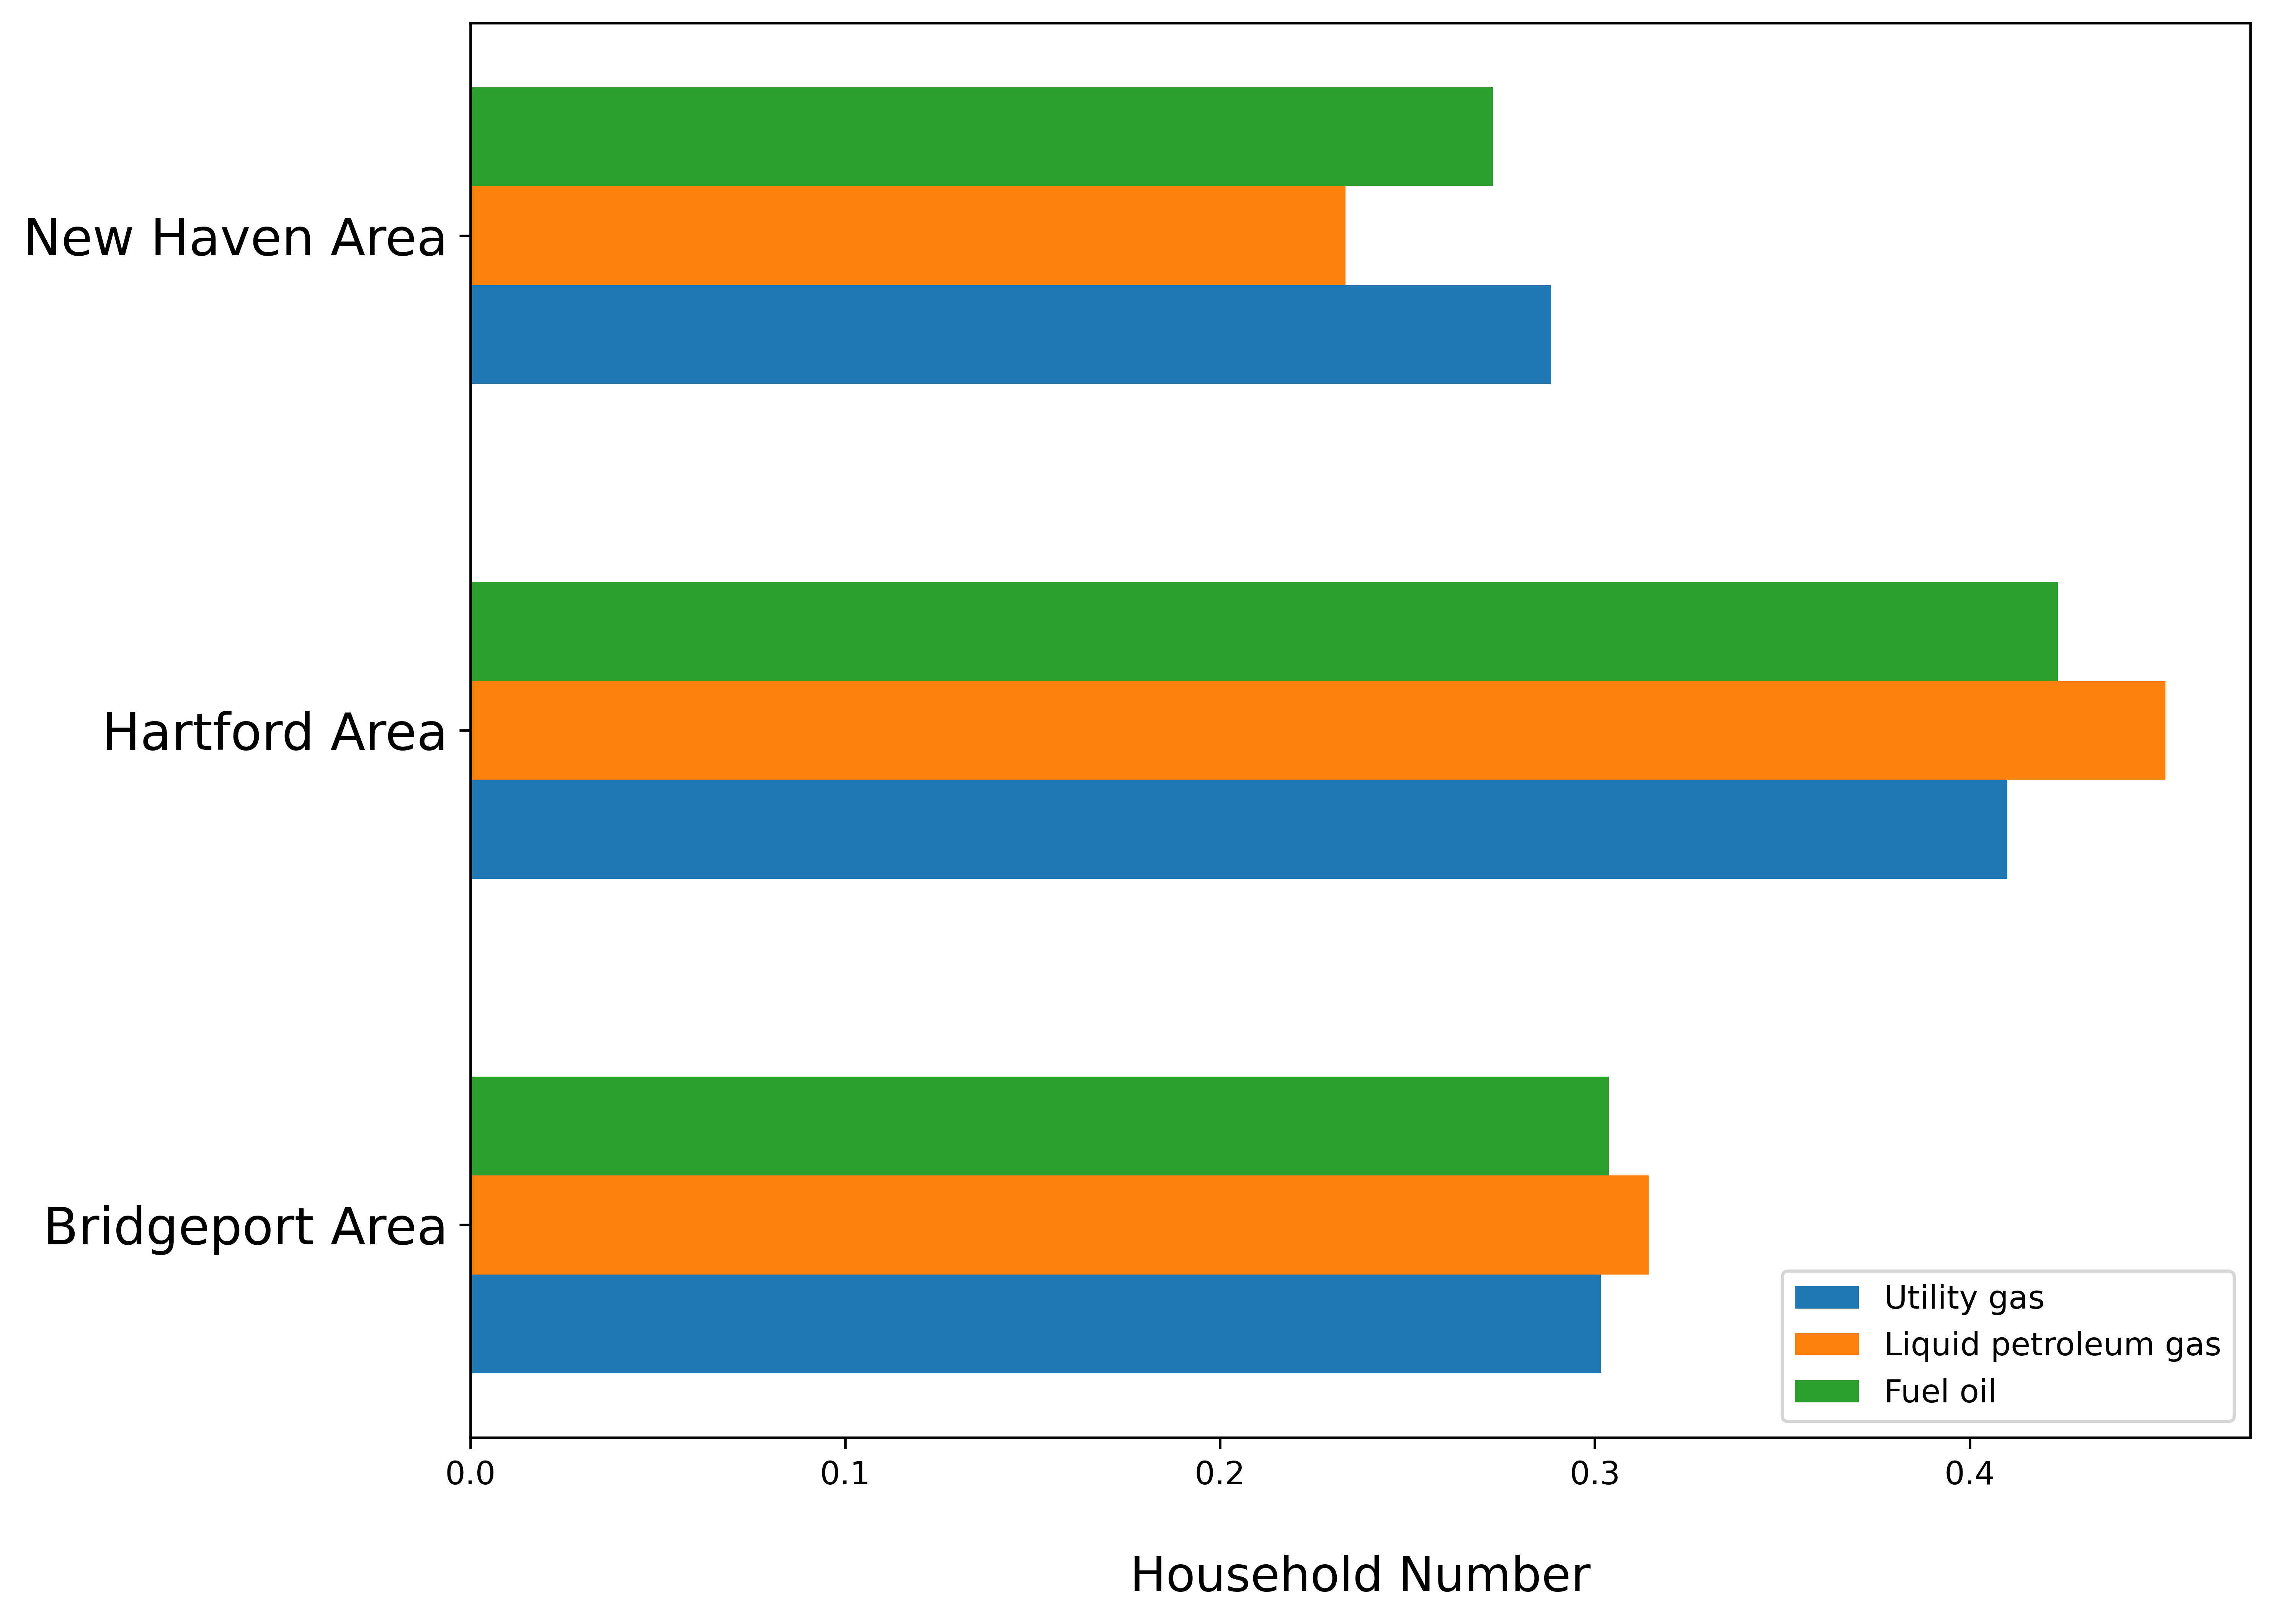 New Haven Area
Hartford Area
Bridgeport Area
Utility gas
Liquid petroleum gas
Fuel oil
0.0 0.1 0.2 0.3 0.4
Household Number